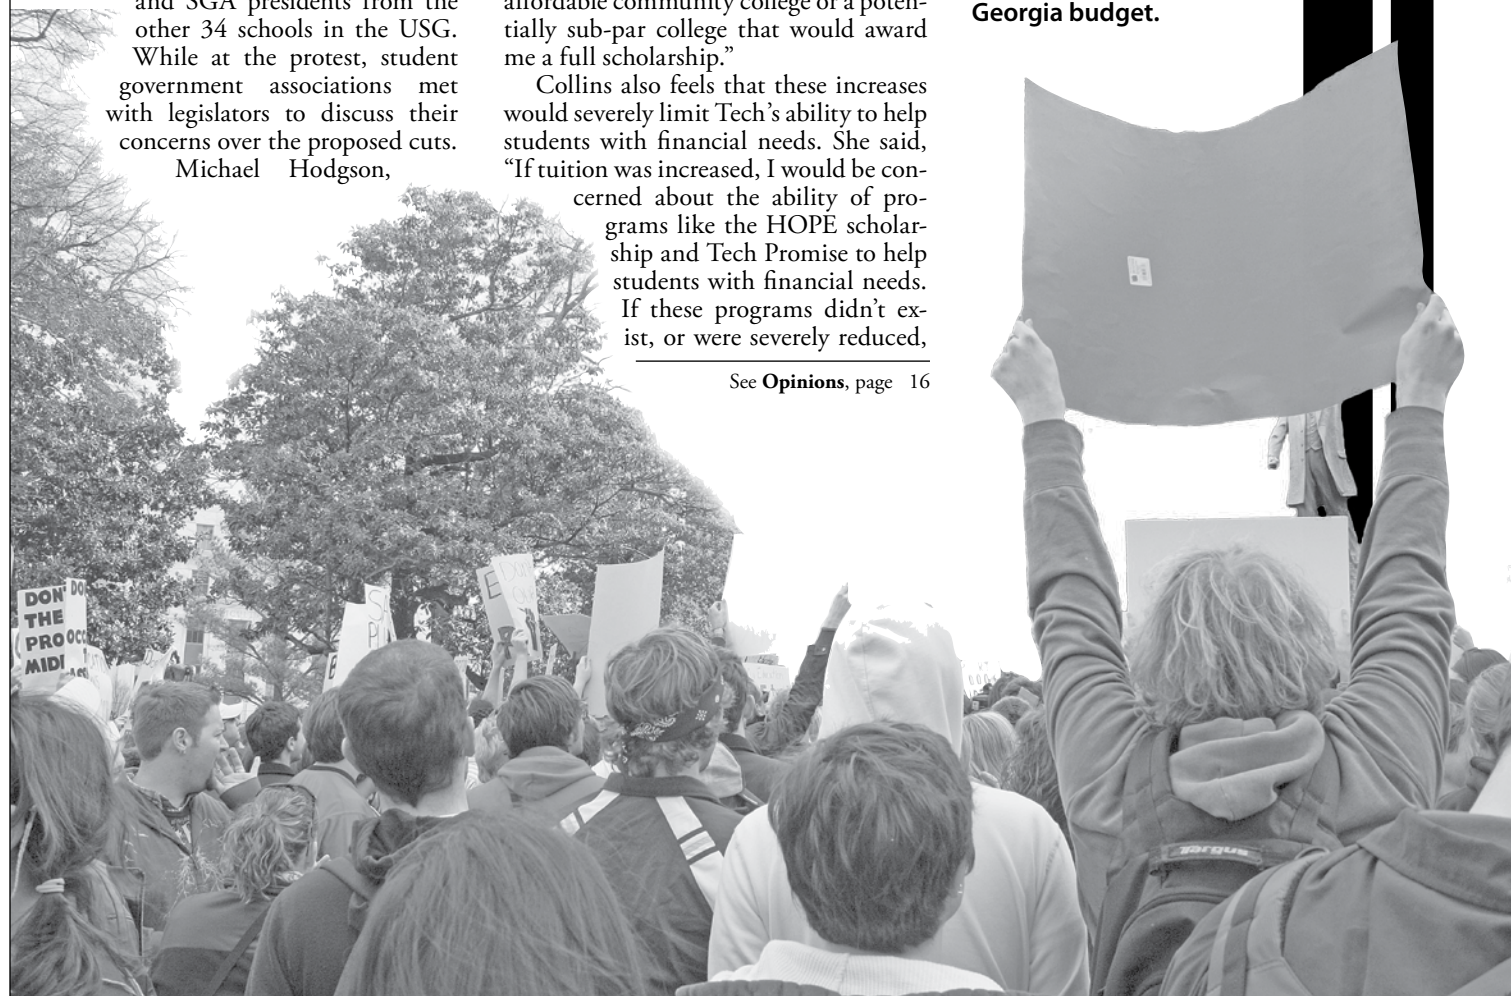 and SGA presidents from the
other 34 schools in the USG.
While at the protest, student
government associations met
with legislators to discuss their
concerns over the proposed cuts.
Michael Hodgson,
affordable community college or a poten-
tially sub-par college that would award
me a full scholarship.”
Collins also feels that these increases
would severely limit Tech’s ability to help
students with financial needs. She said,
“If tuition was increased, I would be con-
cerned about the ability of pro-
grams like the HOPE scholar-
ship and Tech Promise to help
students with financial needs.
If these programs didn’t ex-
ist, or were severely reduced,
See Opinions, page 16
Georgia budget.
DON'
THE
PRO
MIDI
DO
Targus